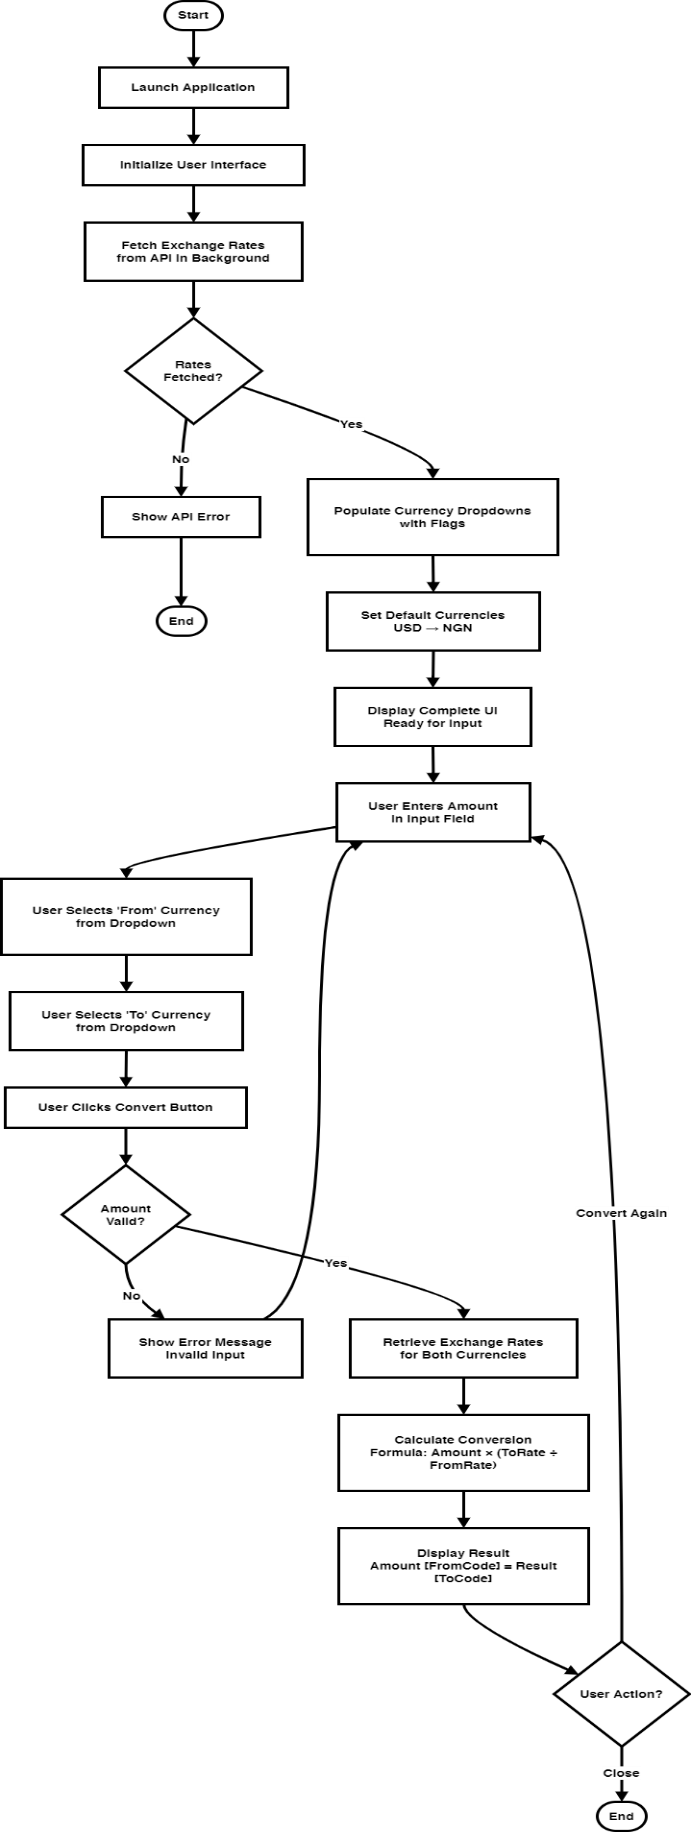 Start
Launch Application
Initialize User Interface
Fetch Exchange Rates
from API in Background
Rates
Fetched?
Yes
No
Show API Error
Populate Currency Dropdowns
with Flags
Set Default Currencies
USD → NGN
End
Display Complete UI
Ready for Input
User Enters Amount
in Input Field
User Selects 'From' Currency
from Dropdown
User Selects 'To' Currency
from Dropdown
User Clicks Convert Button
Amount
Valid?
Convert Again
Yes
No
Show Error Message
Invalid Input
Retrieve Exchange Rates
for Both Currencies
Calculate Conversion
Formula: Amount × (ToRate ÷
FromRate)
Display Result
Amount [FromCode] = Result
[ToCode]
User Action?
Close
End